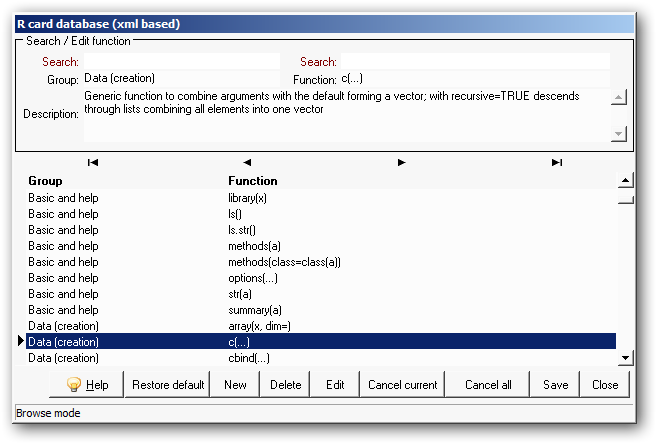 R card database (xml based)
Search / Edit function
Search: Search:
Group: Data (creation) Function: c(...)
Description: Generic function to combine arguments with the default forming a vector; with recursive=TRUE descends
through lists combining all elements into one vector
Group Function
Basic and help library(x)
Basic and help ls()
Basic and help ls.str()
Basic and help methods(a)
Basic and help methods(class=class(a))
Basic and help options(...)
Basic and help str(a)
Basic and help summary(a)
Data (creation) array(x, dim=)
Data (creation) c(...)
Data (creation) cbind(...)
Help Restore default New Delete Edit Cancel current Cancel all Save Close
Browse mode